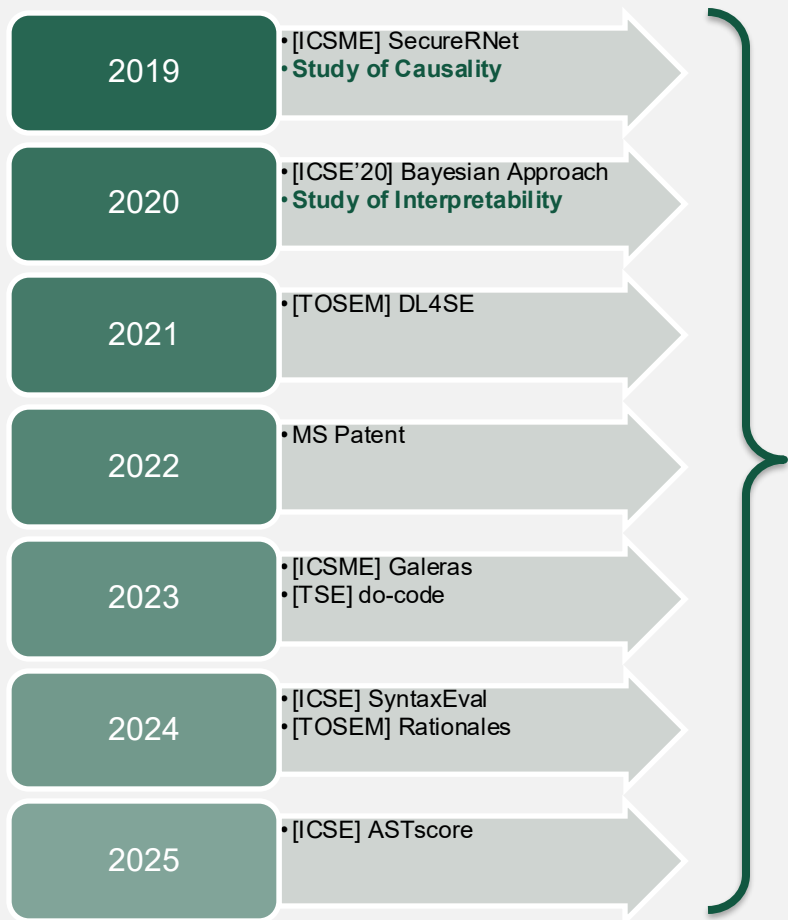 2019
• [ICSME] SecureRNet
• Study of Causality
2020
• [ICSE’20] Bayesian Approach
• Study of Interpretability
2021
• [TOSEM] DL4SE
2022
• MS Patent
2023
• [ICSME] Galeras
• [TSE] do-code
2024
• [ICSE] SyntaxEval
• [TOSEM] Rationales
2025
• [ICSE] ASTscore